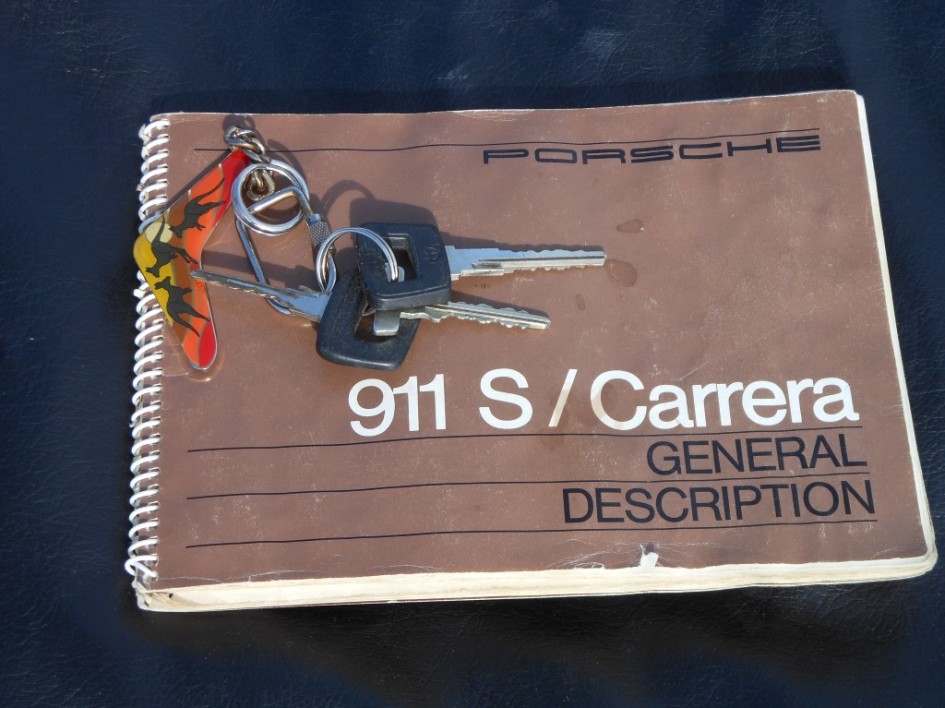 PORSCHE
911 S / Carrera
GENERAL
DESCRIPTION